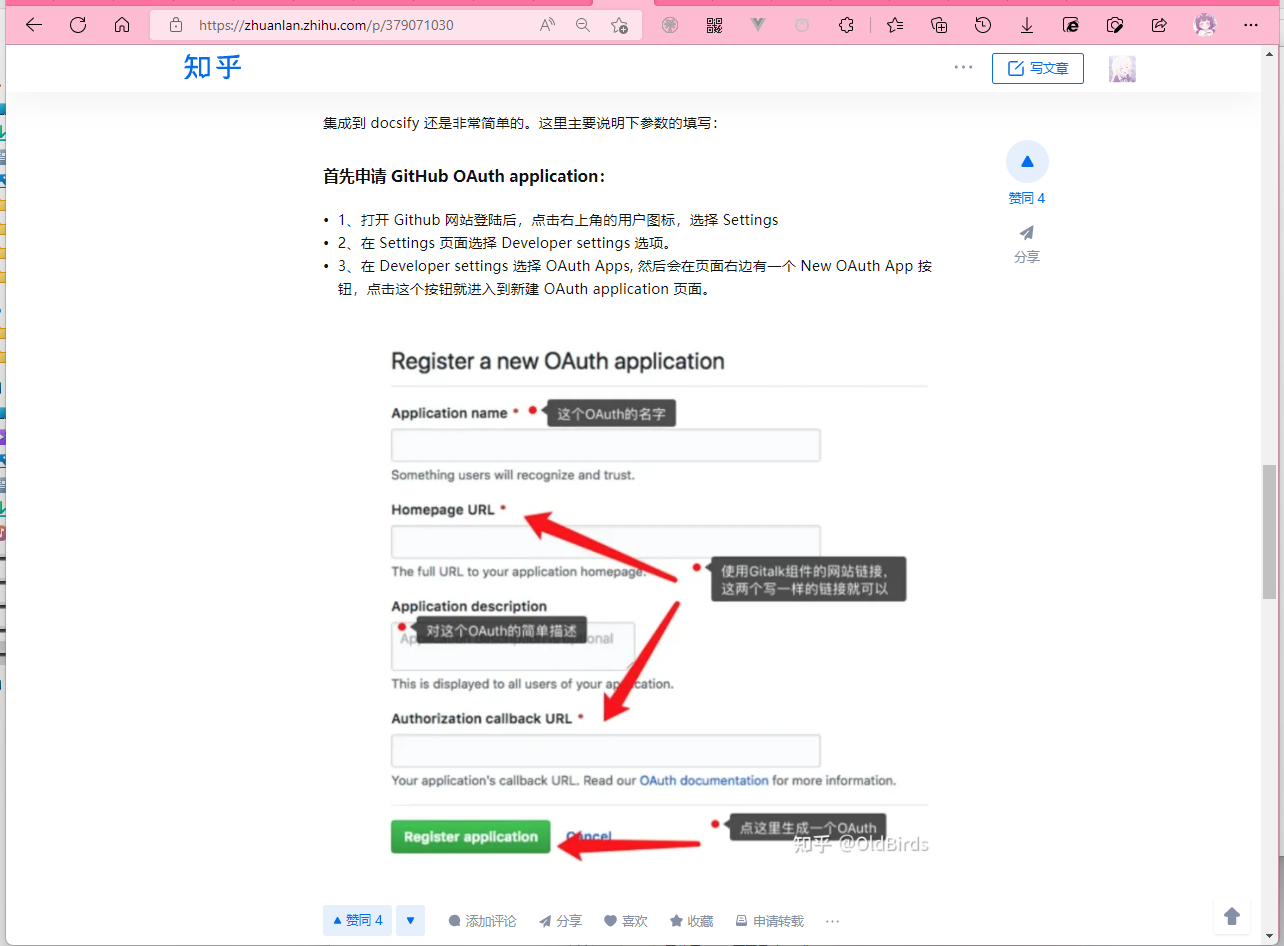 https://zhuanlan.zhihu.com/p/379071030
知乎
写文章
集成到 docsify 还是非常简单的。这里主要说明下参数的填写：
首先申请 GitHub OAuth application：
• 1、打开 Github 网站登陆后，点击右上角的用户图标，选择 Settings
• 2、在 Settings 页面选择 Developer settings 选项。
• 3、在 Developer settings 选择 OAuth Apps, 然后会在页面右边有一个 New OAuth App 按
钮，点击这个按钮就进入到新建 OAuth application 页面。
赞同 4
分享
Register a new OAuth application
Application name *
这个OAuth的名字
Something users will recognize and trust.
Homepage URL *
The full URL to your application homepage.
使用Gitalk组件的网站链接，
这两个写一样的链接就可以
Application description
对这个OAuth的简单描述
This is displayed to all users of your application.
Authorization callback URL *
Your application's callback URL. Read our OAuth documentation for more information.
Register application
Cancel
点这里生成一个OAuth
知乎 @OldBirds
赞同 4
添加评论
分享
喜欢
收藏
申请转载